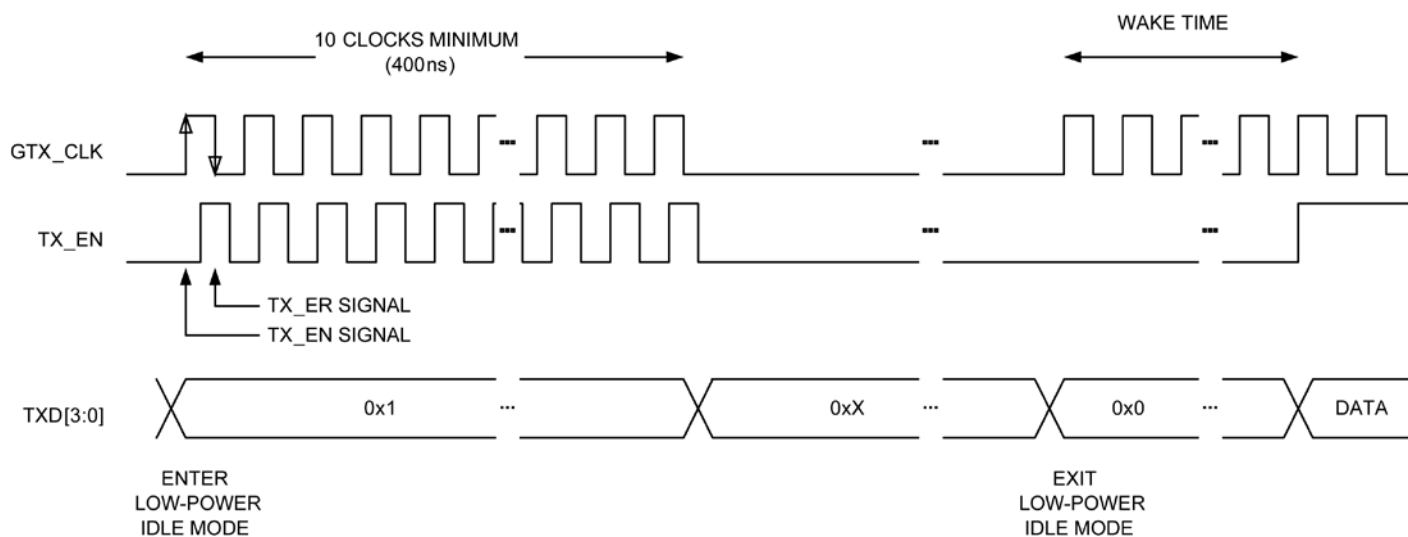 10 CLOCKS MINIMUM
(400ns)
WAKE TIME
GTX_CLK
...
...
...
TX_EN
...
...
...
TX_ER SIGNAL
TX_EN SIGNAL
TXD[3:0]
0x1
...
0xX
...
0x0
...
DATA
ENTER
LOW-POWER
IDLE MODE
EXIT
LOW-POWER
IDLE MODE